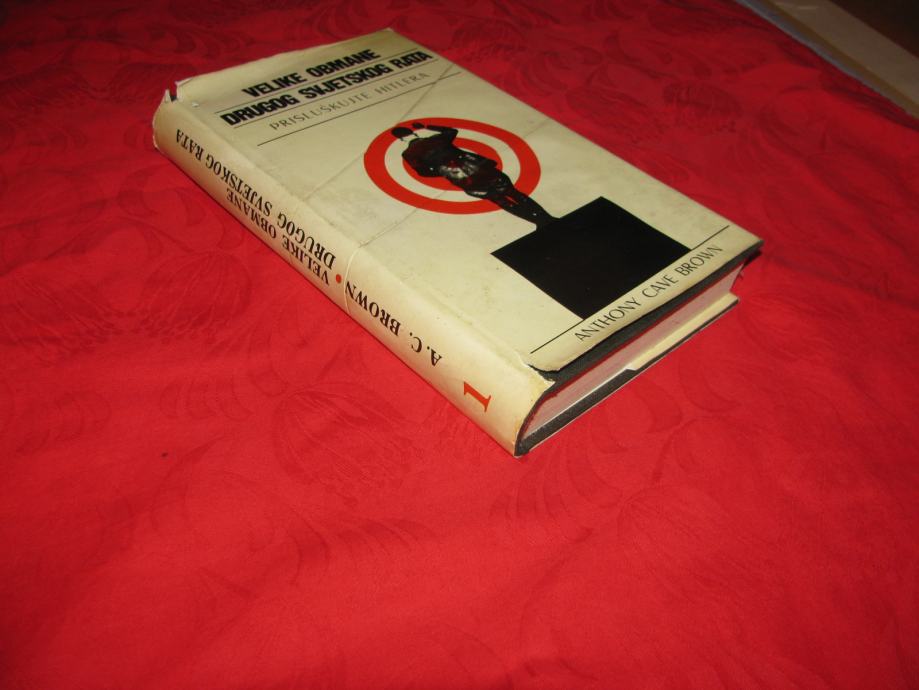 VELIKE OBMANE
DRUGOG SVJETSKOG RATA
PRISLUŠKUJTE HITLERA
ANTHONY CAVE BROWN
A. C. BROWN • VELIKE OBMANE
DRUGOG SVJETSKOG RATA
1